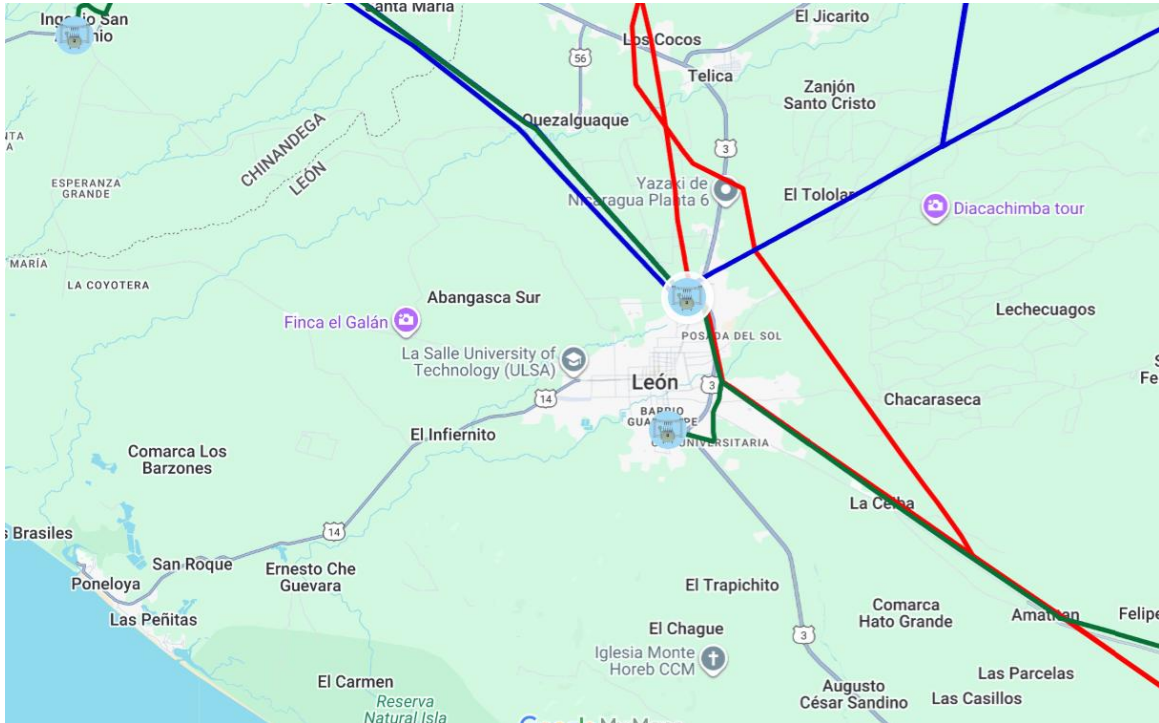 Santa María
Ingenio San
Antonio
El Jicarito
Los Cocos
56
Telica
Zanjón
Santo Cristo
Quezalguaque
CHINANDEGA
LEÓN
3
ESPERANZA
GRANDE
Yazaki de
Nicaragua Planta 6
El Tololar
Diacachimba tour
MARÍA
LA COYOTERA
Abangasca Sur
Lechecuagos
Finca el Galán
POSADA DEL SOL
La Salle University of
Technology (ULSA)
León
3
14
Chacaraseca
BARRIO
GUADALUPE
UNIVERSITARIA
El Infiernito
Comarca Los
Barzones
La Ceiba
s Brasiles
14
San Roque
Ernesto Che
Guevara
Poneloya
El Trapichito
Las Peñitas
Comarca
Hato Grande
Amatitan
Felipe
El Chague
3
Iglesia Monte
Horeb CCM
Las Parcelas
El Carmen
Augusto
César Sandino
Las Casillos
Reserva
Natural Isla